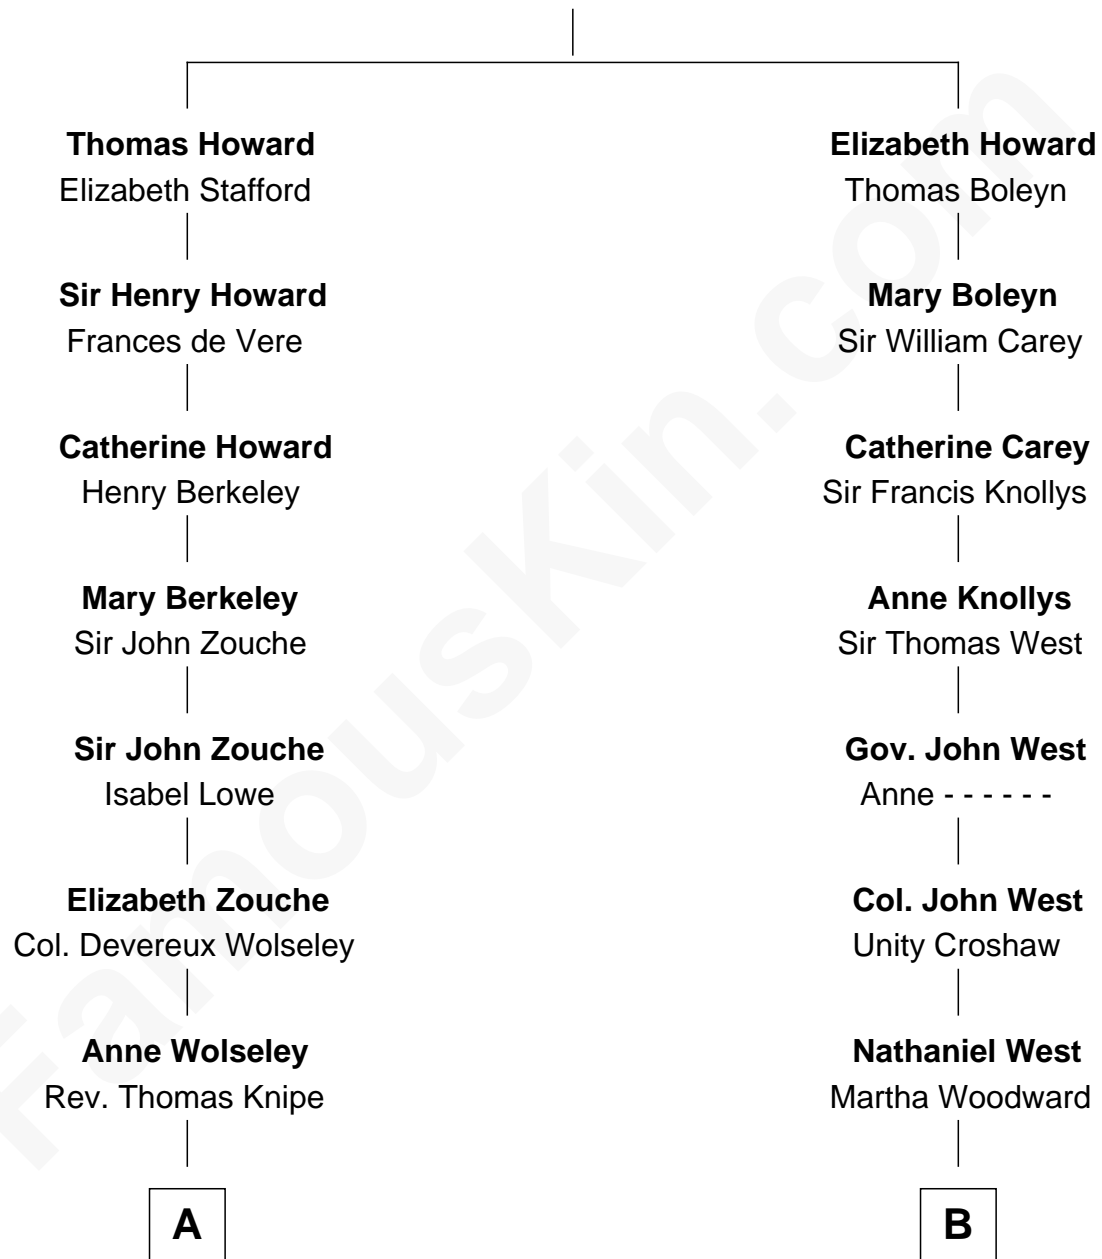 Thomas Howard
Elizabeth Stafford
Sir Henry Howard
Frances de Vere
Catherine Howard
Henry Berkeley
Mary Berkeley
Sir John Zouche
Sir John Zouche
Isabel Lowe
Elizabeth Zouche
Col. Devereux Wolseley
Anne Wolseley
Rev. Thomas Knipe
A
Elizabeth Howard
Thomas Boleyn
Mary Boleyn
Sir William Carey
Catherine Carey
Sir Francis Knollys
Anne Knollys
Sir Thomas West
Gov. John West
Anne - - - - - -
Col. John West
Unity Croshaw
Nathaniel West
Martha Woodward
B
FamousKin.com